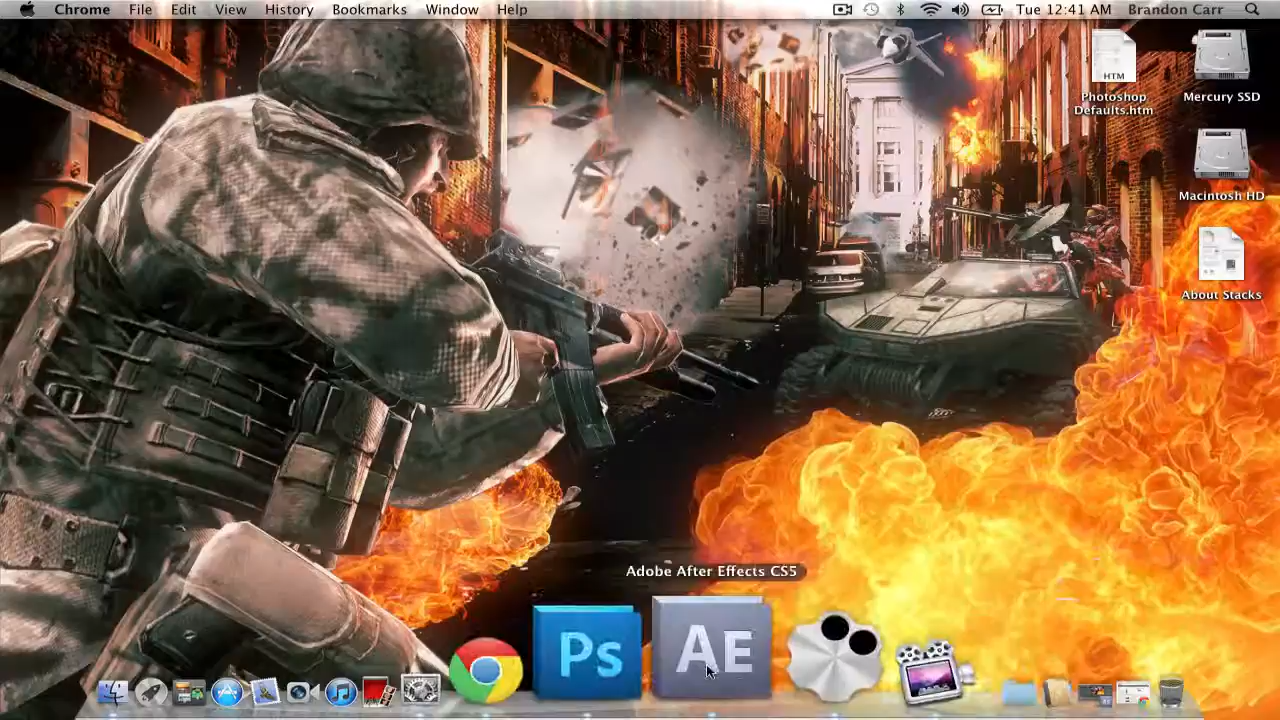 Chrome File Edit View History Bookmarks Window Help Tue 12:41 AM Brandon Carr
HTM
Photoshop
Defaults.htm
Mercury SSD
Macintosh HD
About Stacks
Adobe After Effects CS5
Ps
AE